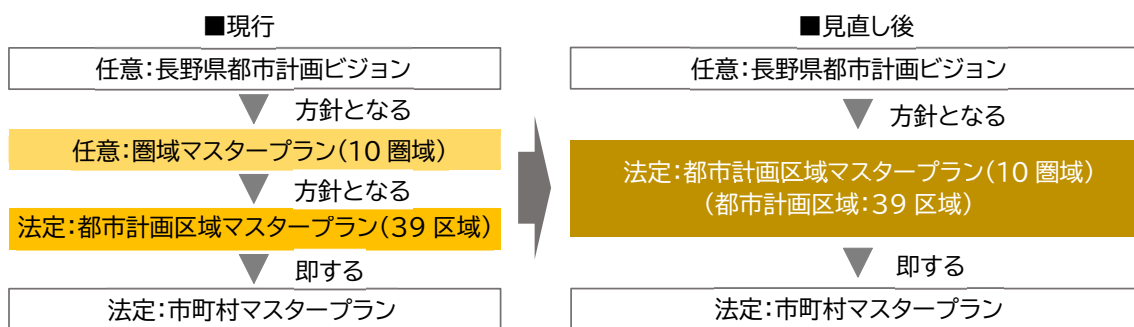 ■現行
任意：長野県都市計画ビジョン
方針となる
任意：圏域マスタープラン（10 圏域）
方針となる
法定：都市計画区域マスタープラン（39 区域）
即する
法定：市町村マスタープラン
■見直し後
任意：長野県都市計画ビジョン
方針となる
法定：都市計画区域マスタープラン（10 圏域）
（都市計画区域：39 区域）
即する
法定：市町村マスタープラン